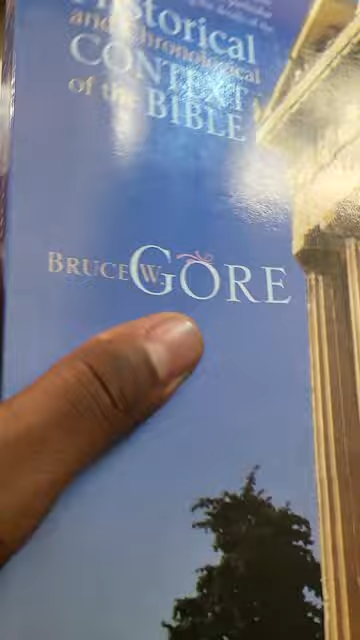 Historical
and Chronological
CONTEXT
of the BIBLE
BRUCE W. GORE